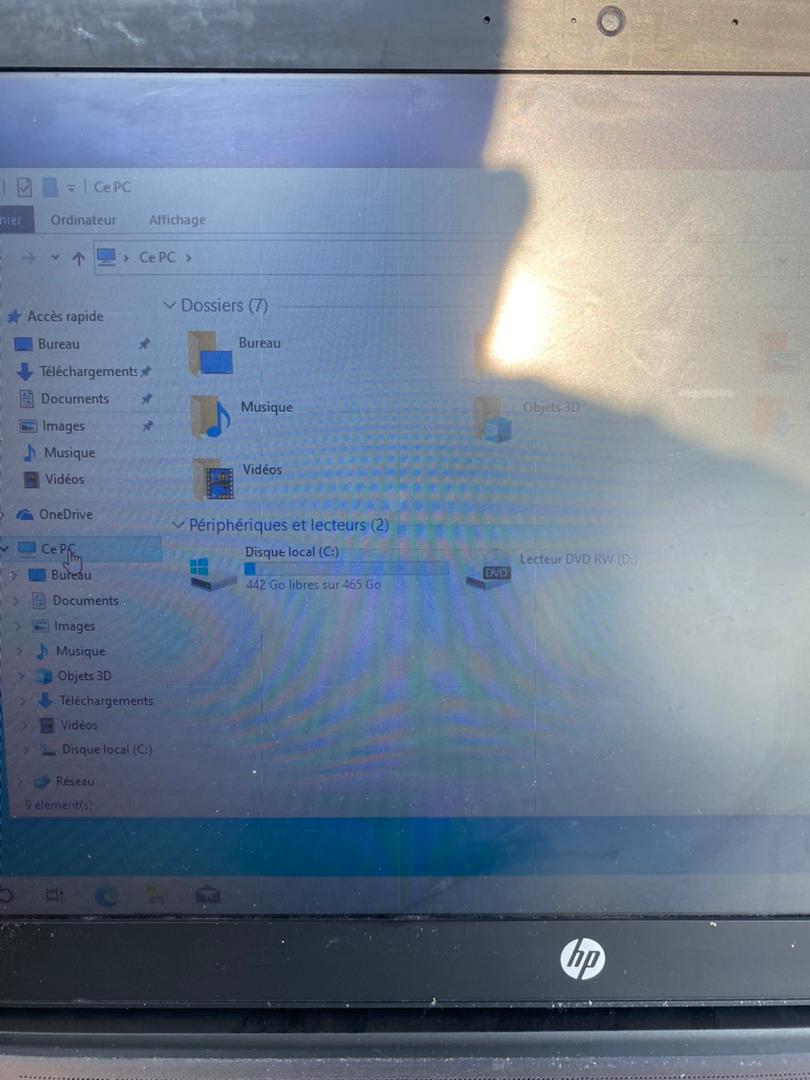 Ce PC
nier Ordinateur Affichage
Ce PC
Accès rapide
Bureau
Téléchargements
Documents
Images
Musique
Vidéos
OneDrive
Ce PC
Bureau
Documents
Images
Musique
Objets 3D
Téléchargements
Vidéos
Disque local (C:)
Réseau
9 élément(s)
Dossiers (7)
Bureau
Musique
Objets 3D
Vidéos
Périphériques et lecteurs (2)
Disque local (C:)
442 Go libres sur 465 Go
Lecteur DVD RW (D:)
DVD
hp